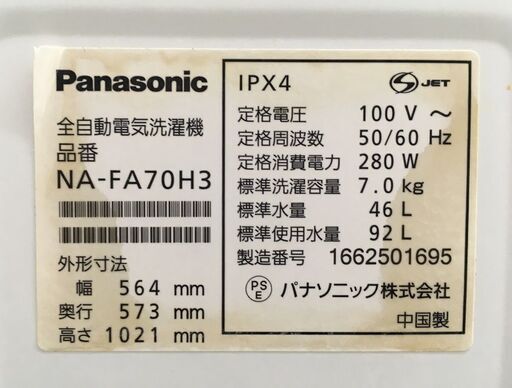 Panasonic
全自動電気洗濯機
品番
NA-FA70H3
外形寸法
幅 564 mm
奥行 573 mm
高さ 1021 mm
IPX4
S JET
定格電圧 100 V ～
定格周波数 50/60 Hz
定格消費電力 280 W
標準洗濯容量 7.0 kg
標準水量 46 L
標準使用水量 92 L
製造番号 1662501695
PS
E
パナソニック株式会社
中国製